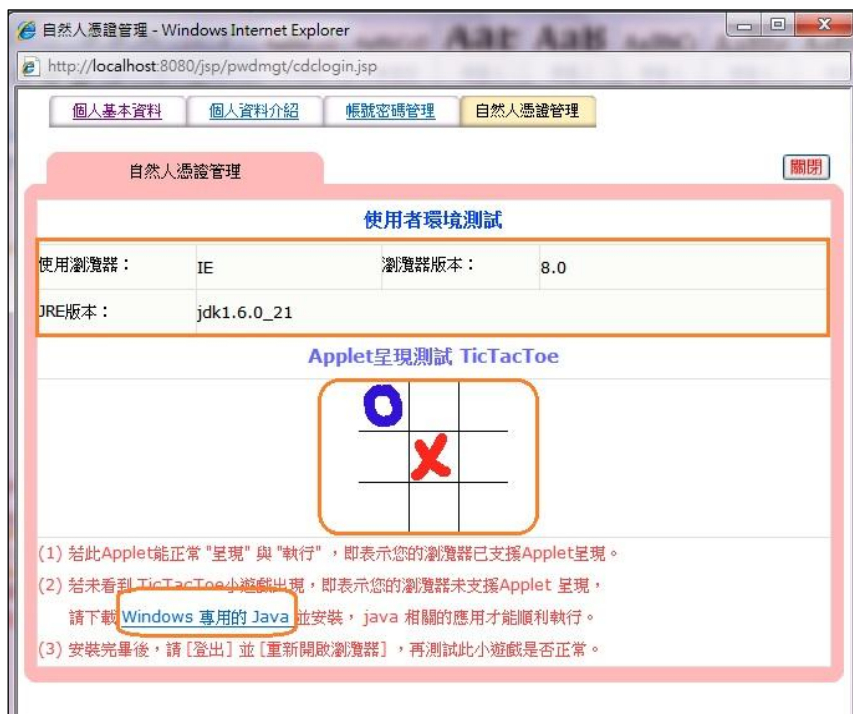 自然人憑證管理 - Windows Internet Explorer
http://localhost:8080/jsp/pwdmgt/cdclogin.jsp
個人基本資料 個人資料介紹 帳號密碼管理 自然人憑證管理
自然人憑證管理 關閉
使用者環境測試
使用瀏覽器： IE 瀏覽器版本： 8.0
JRE版本： jdk1.6.0_21
Applet呈現測試 TicTacToe
(1) 若此Applet能正常 "呈現" 與 "執行" ，即表示您的瀏覽器已支援Applet呈現。
(2) 若未看到 TicTacToe小遊戲出現，即表示您的瀏覽器未支援Applet 呈現，
請下載 Windows 專用的 Java 並安裝， java 相關的應用才能順利執行。
(3) 安裝完畢後，請 [登出] 並 [重新開啟瀏覽器] ，再測試此小遊戲是否正常。